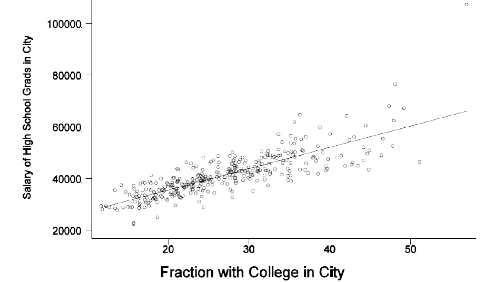 Salary of High School Grads in City
100000
80000
60000
40000
20000
20 30 40 50
Fraction with College in City